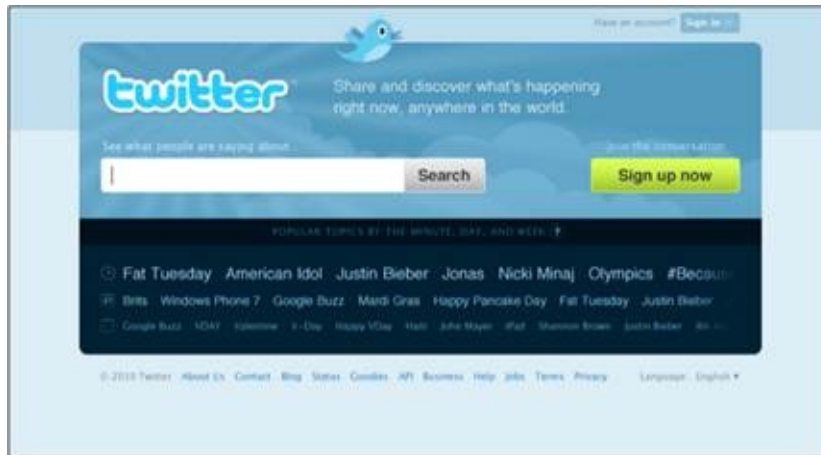 Have an account? Sign in
twitter
Share and discover what's happening
right now, anywhere in the world.
See what people are saying about...
Join the conversation
Search
Sign up now
POPULAR TOPICS BY THE MINUTE, DAY, AND WEEK ?
Fat Tuesday American Idol Justin Bieber Jonas Nicki Minaj Olympics #Becaus
Brits Windows Phone 7 Google Buzz Mardi Gras Happy Pancake Day Fat Tuesday Justin Bieber
Google Buzz VDAY Valentine V-Day Happy VDay Haiti John Mayer iPad Shannon Brown Justin Bieber
© 2010 Twitter About Us Contact Blog Status Goodies API Business Help Jobs Terms Privacy Language: English